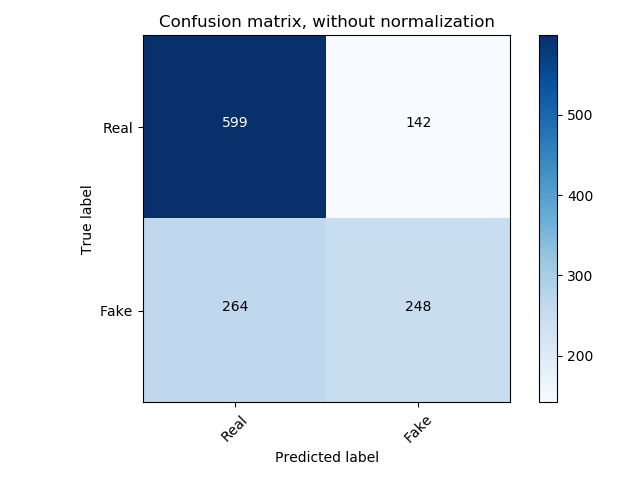 Confusion matrix, without normalization
Real
599
142
500
400
True label
300
Fake
264
248
200
Real
Fake
Predicted label